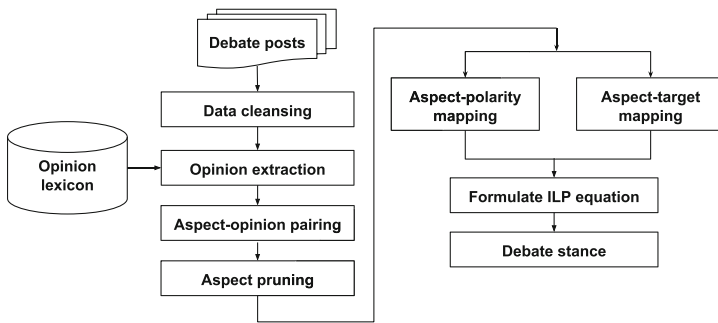 Debate posts
Data cleansing
Opinion
lexicon
Opinion extraction
Aspect-opinion pairing
Aspect pruning
Aspect-polarity
mapping
Aspect-target
mapping
Formulate ILP equation
Debate stance